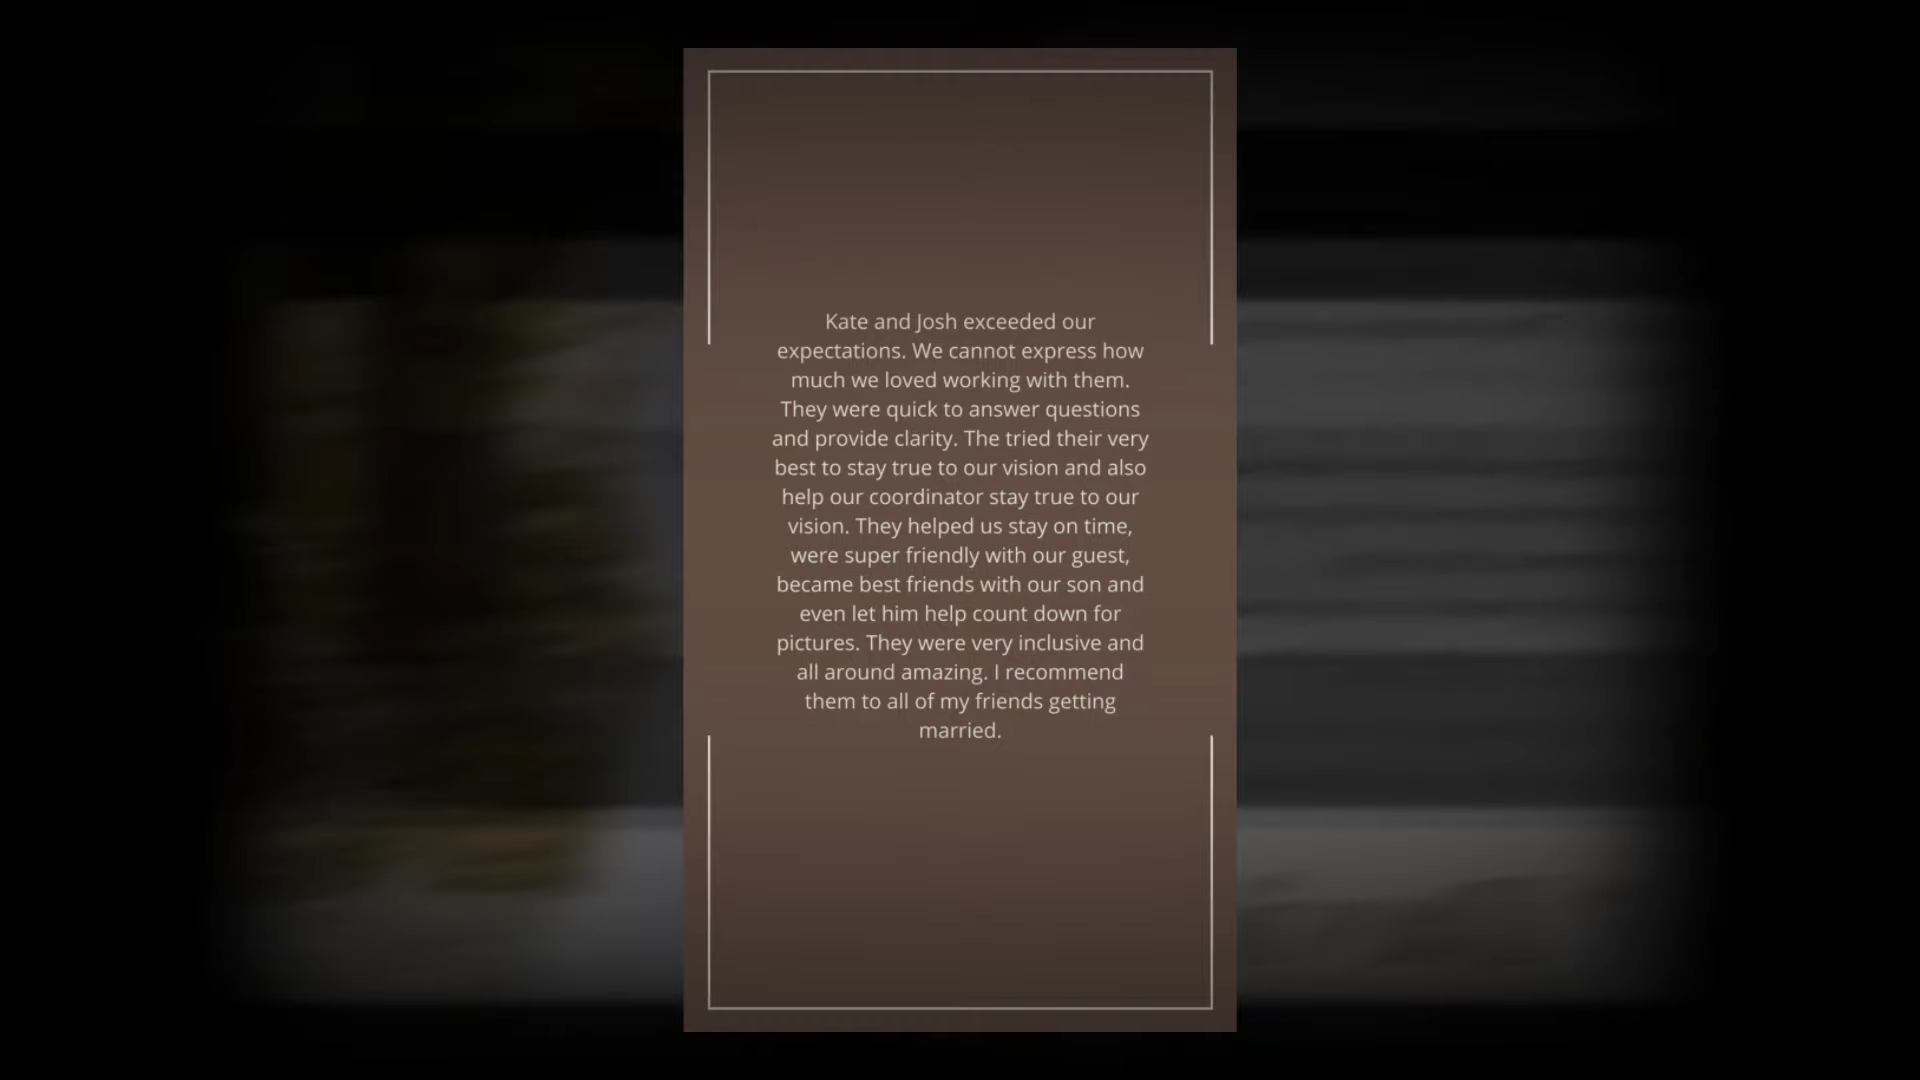 Kate and Josh exceeded our
expectations. We cannot express how
much we loved working with them.
They were quick to answer questions
and provide clarity. The tried their very
best to stay true to our vision and also
help our coordinator stay true to our
vision. They helped us stay on time,
were super friendly with our guest,
became best friends with our son and
even let him help count down for
pictures. They were very inclusive and
all around amazing. I recommend
them to all of my friends getting
married.